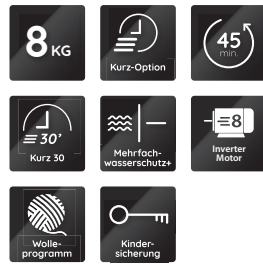 8 KG
Kurz-Option
45
min.
30’
Kurz 30
Mehrfach-
wasserschutz+
8
Inverter
Motor
Wolle-
programm
Kinder-
sicherung